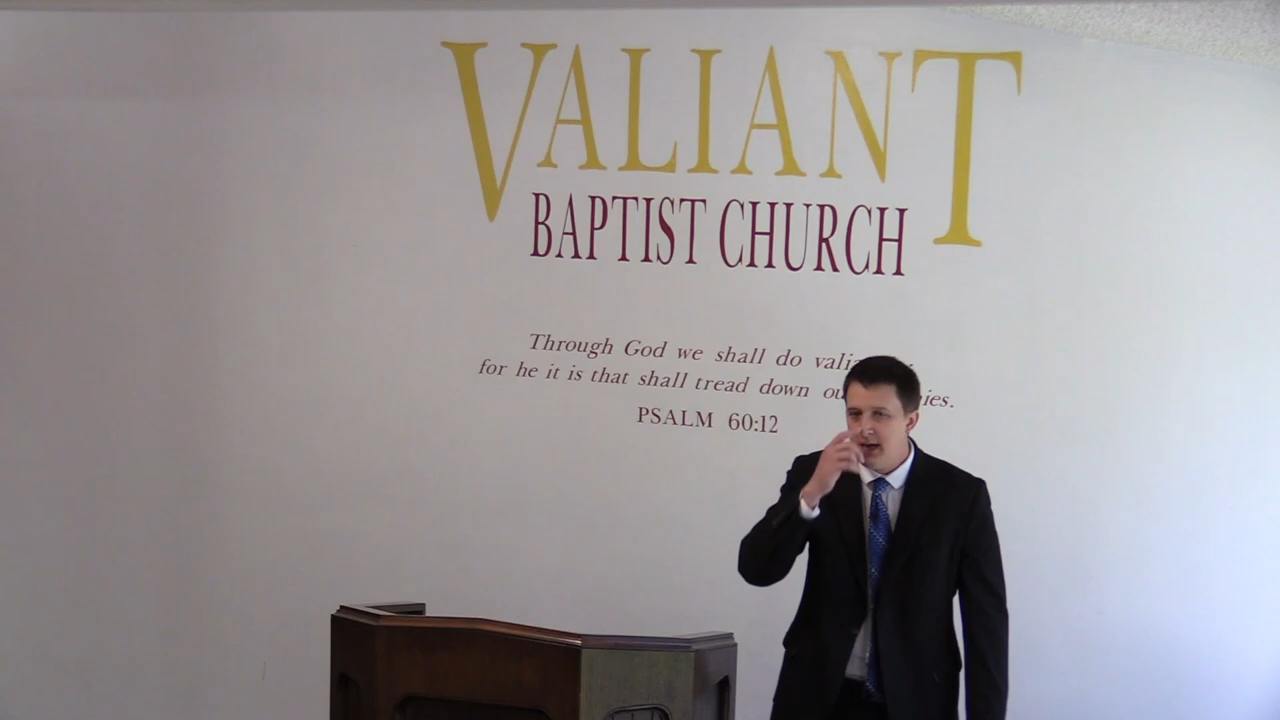 VALIANT
BAPTIST CHURCH
Through God we shall do
for he it is that shall tread down
PSALM 60:12